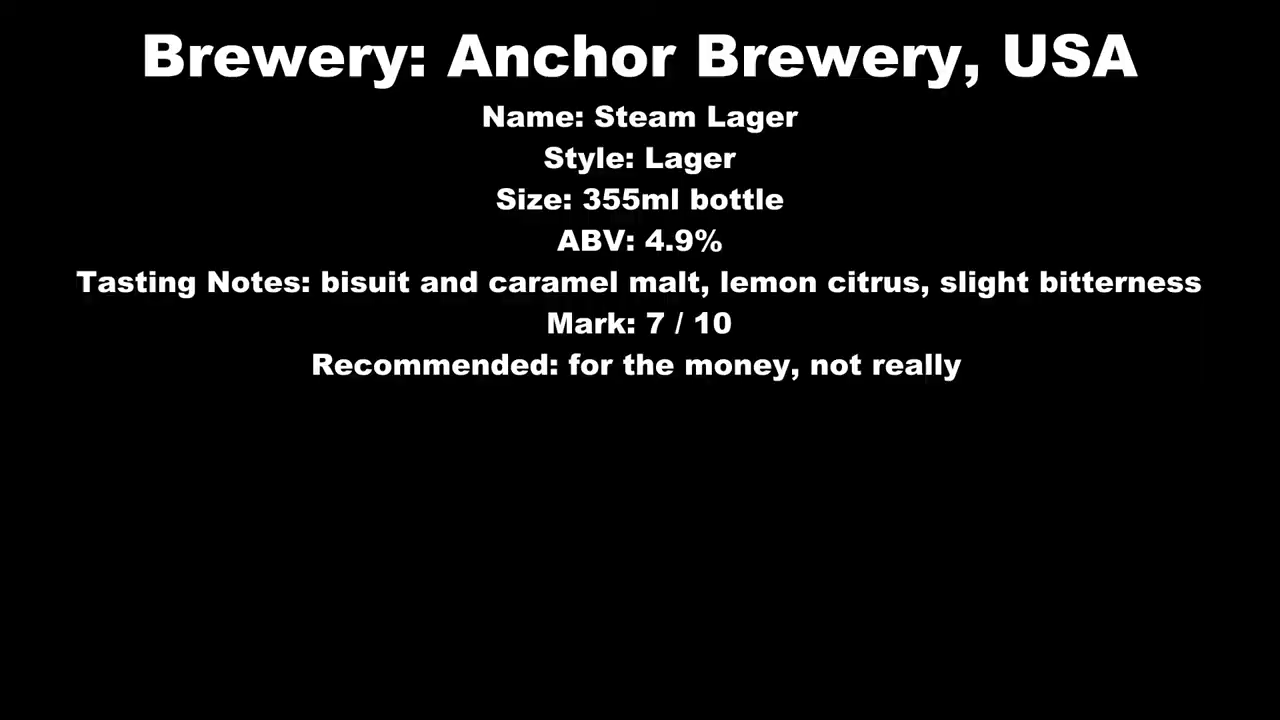 Brewery: Anchor Brewery, USA
Name: Steam Lager
Style: Lager
Size: 355ml bottle
ABV: 4.9%
Tasting Notes: bisuit and caramel malt, lemon citrus, slight bitterness
Mark: 7 / 10
Recommended: for the money, not really